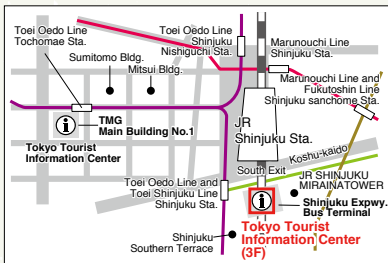 Toei Oedo Line
Tochomae Sta.
Sumitomo Bldg.
Mitsui Bldg.
Toei Oedo Line
Shinjuku
Nishiguchi Sta.
Marunouchi Line
Shinjuku Sta.
Marunouchi Line and
Fukutoshin Line
Shinjuku sanchome Sta.
i
TMG
Main Building No.1
Tokyo Tourist
Information Center
JR
Shinjuku Sta.
Koshu-kaido
South Exit
Toei Oedo Line and
Toei Shinjuku Line
Shinjuku Sta.
JR SHINJUKU
MIRAINATOWER
i
Shinjuku Expwy.
Bus Terminal
Shinjuku
Southern Terrace
Tokyo Tourist
Information Center
(3F)